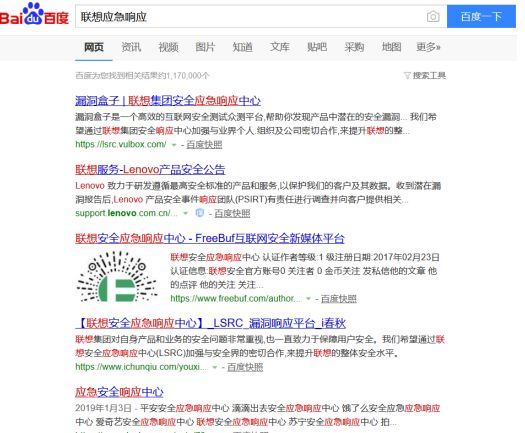 Bai du 百度 联想应急响应 百度一下
网页 资讯 视频 图片 知道 文库 贴吧 采购 地图 更多»
百度为您找到相关结果约1,170,000个 搜索工具
漏洞盒子 | 联想集团安全应急响应中心
漏洞盒子是一个高效的互联网安全测试众测平台,帮助你发现产品中潜在的安全漏洞... 我们希
望通过联想集团安全响应中心加强与业界个人.组织及公司密切合作,来提升联想的整...
https://lsrc.vulbox.com/ - 百度快照
联想服务-Lenovo产品安全公告
Lenovo 致力于研发遵循最高安全标准的产品和服务,以保护我们的客户及其数据。收到潜在漏
洞报告后,Lenovo 产品安全事件响应团队(PSIRT)有责任进行调查并向客户提供相关...
support.lenovo.com.cn/... - 百度快照
联想安全应急响应中心 - FreeBuf互联网安全新媒体平台
联想安全应急响应中心 认证作者等级:1 级注册日期:2017年02月23日
认证信息:联想安全官方账号0 关注者 0 金币关注 发私信他的文章 他
的点评 他的关注 关注...
https://www.freebuf.com/author... - 百度快照
【联想安全应急响应中心】_LSRC_漏洞响应平台_i春秋
联想集团对自身产品和业务的安全问题非常重视,也一直致力于保障用户安全。我们希望通过联
想安全应急响应中心(LSRC)加强与安全界的密切合作,来提升联想的整体安全水平。
https://www.ichunqiu.com/youxi... - 百度快照
应急安全响应中心
2019年1月3日 - 平安安全应急响应中心 滴滴出去安全应急响应中心 饿了么安全应急响应
中心 爱奇艺安全应急响应中心 联想安全应急响应中心 苏宁安全应急响应中心 拍...
百度快照